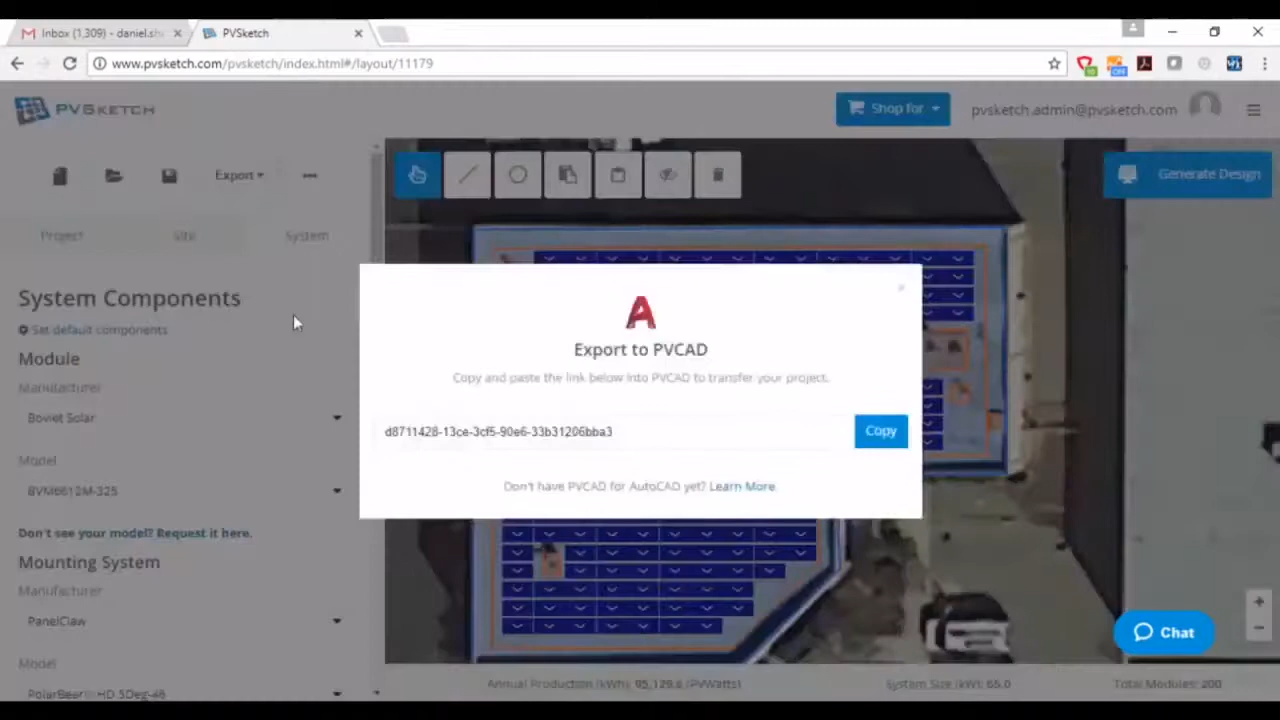 Inbox (1,309) - daniel.sh
PVSketch
www.pvsketch.com/pvsketch/index.html#/layout/11179
PVSKETCH
Shop for
pvsketch.admin@pvsketch.com
Export
Generate Design
Project
Site
System
System Components
Set default components
Module
Manufacturer
Boviet Solar
Model
BVM6612M-325
Don't see your model? Request it here.
Mounting System
Manufacturer
PanelClaw
Model
PolarBear III HD 5Deg-46
A
Export to PVCAD
Copy and paste the link below into PVCAD to transfer your project.
d8711428-13ce-3cf5-90e6-33b31206bba3
Copy
Don't have PVCAD for AutoCAD yet? Learn More.
Chat
Annual Production (kWh): 95,129.6 (PVWatts)
System Size (kW): 65.0
Total Modules: 200